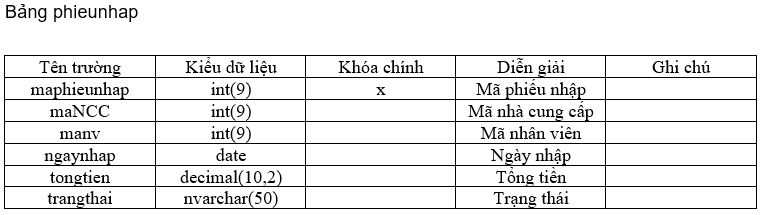 Bảng phieunhap
Tên trường Kiểu dữ liệu Khóa chính Diễn giải Ghi chú
maphieunhap int(9) x Mã phiếu nhập
maNCC int(9) Mã nhà cung cấp
manv int(9) Mã nhân viên
ngaynhap date Ngày nhập
tongtien decimal(10,2) Tổng tiền
trangthai nvarchar(50) Trạng thái